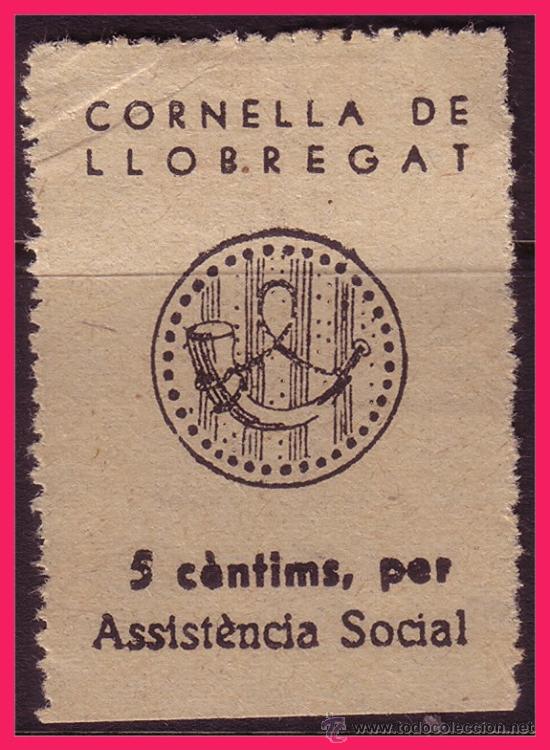 CORNELLA DE
LLOBREGAT
5 cèntims, per
Assistència Social
www.todocoleccion.net